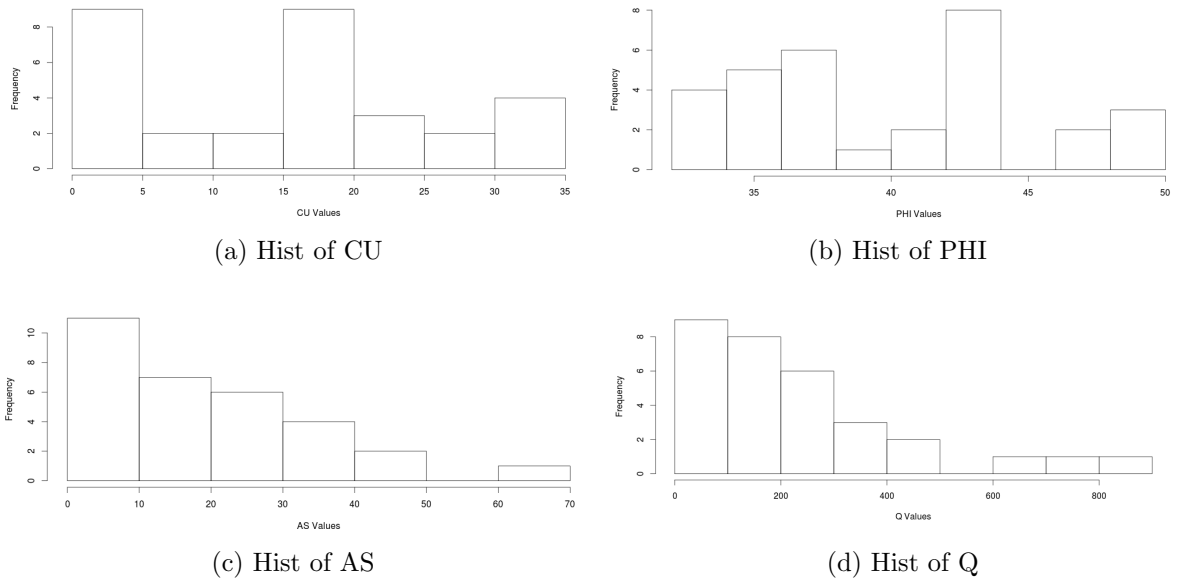 Frequency
0 2 4 6 8
0 5 10 15 20 25 30 35
CU Values
(a) Hist of CU
Frequency
0 2 4 6 8
35 40 45 50
PHI Values
(b) Hist of PHI
Frequency
0 2 4 6 8 10
0 10 20 30 40 50 60 70
AS Values
(c) Hist of AS
Frequency
0 2 4 6 8
0 200 400 600 800
Q Values
(d) Hist of Q